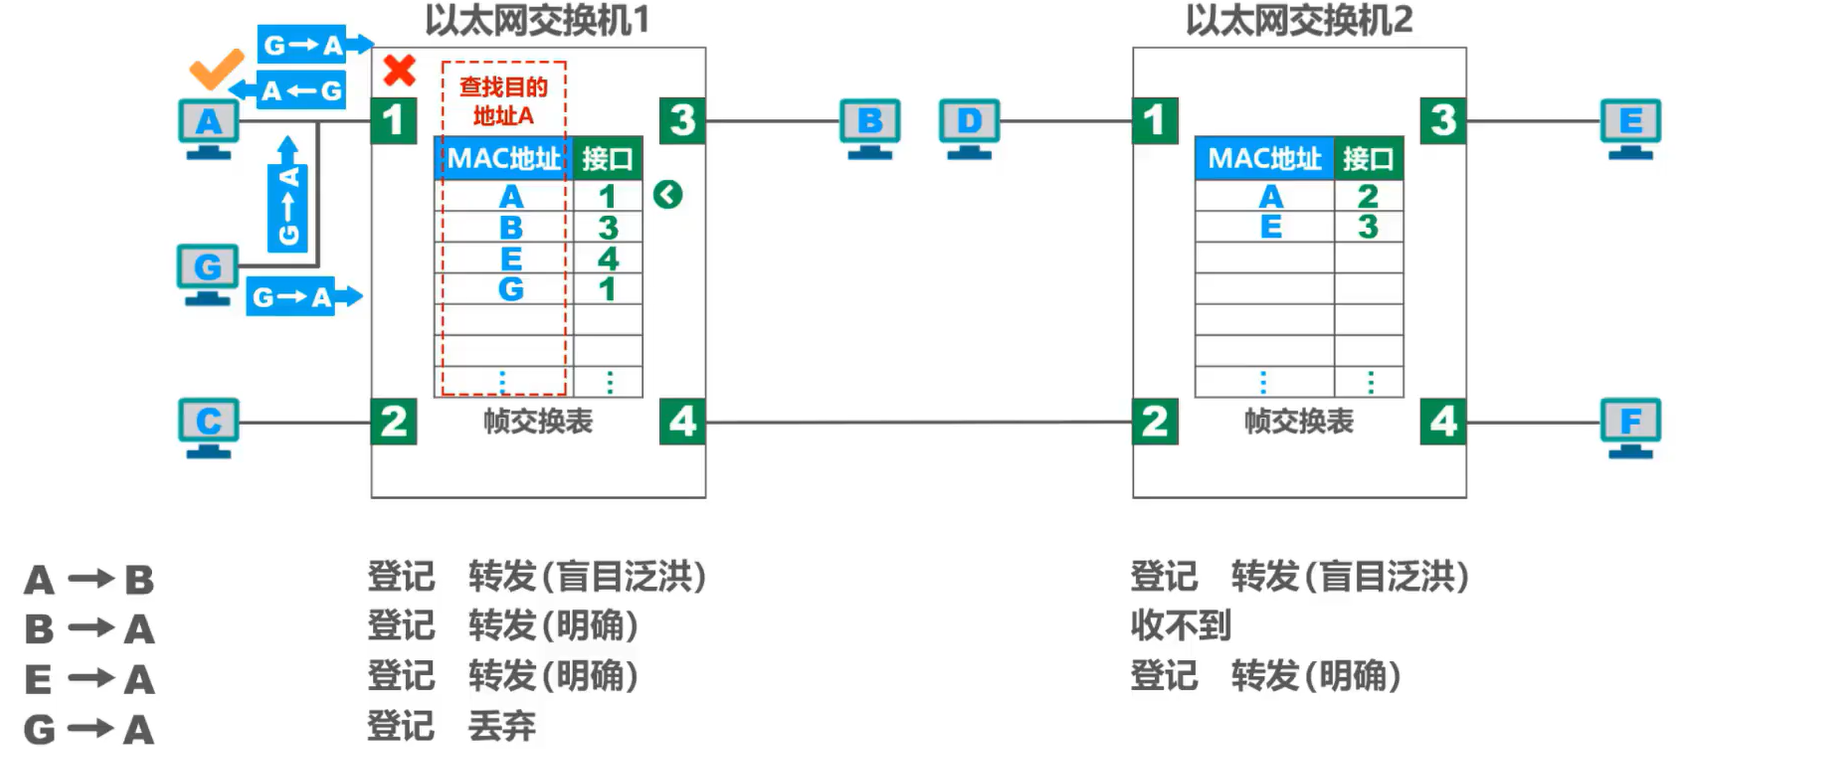 以太网交换机1
以太网交换机2
G→A
A←G
查找目的
地址A
A
1
3
B
D
1
3
E
MAC地址 接口
A 1
B 3
E 4
G 1
⋮ ⋮
帧交换表
MAC地址 接口
A 2
E 3
⋮ ⋮
帧交换表
G→A
G
G→A
C
2
4
2
4
F
A→B 登记 转发(盲目泛洪) 登记 转发(盲目泛洪)
B→A 登记 转发(明确) 收不到
E→A 登记 转发(明确) 登记 转发(明确)
G→A 登记 丢弃